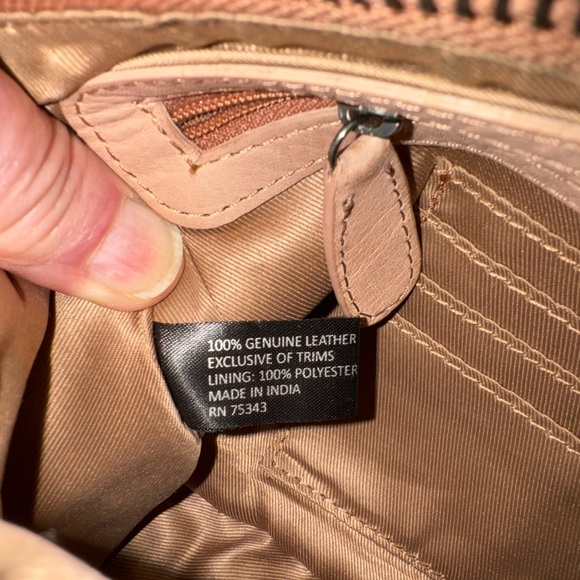 100% GENUINE LEATHER
EXCLUSIVE OF TRIMS
LINING: 100% POLYESTER
MADE IN INDIA
RN 75343